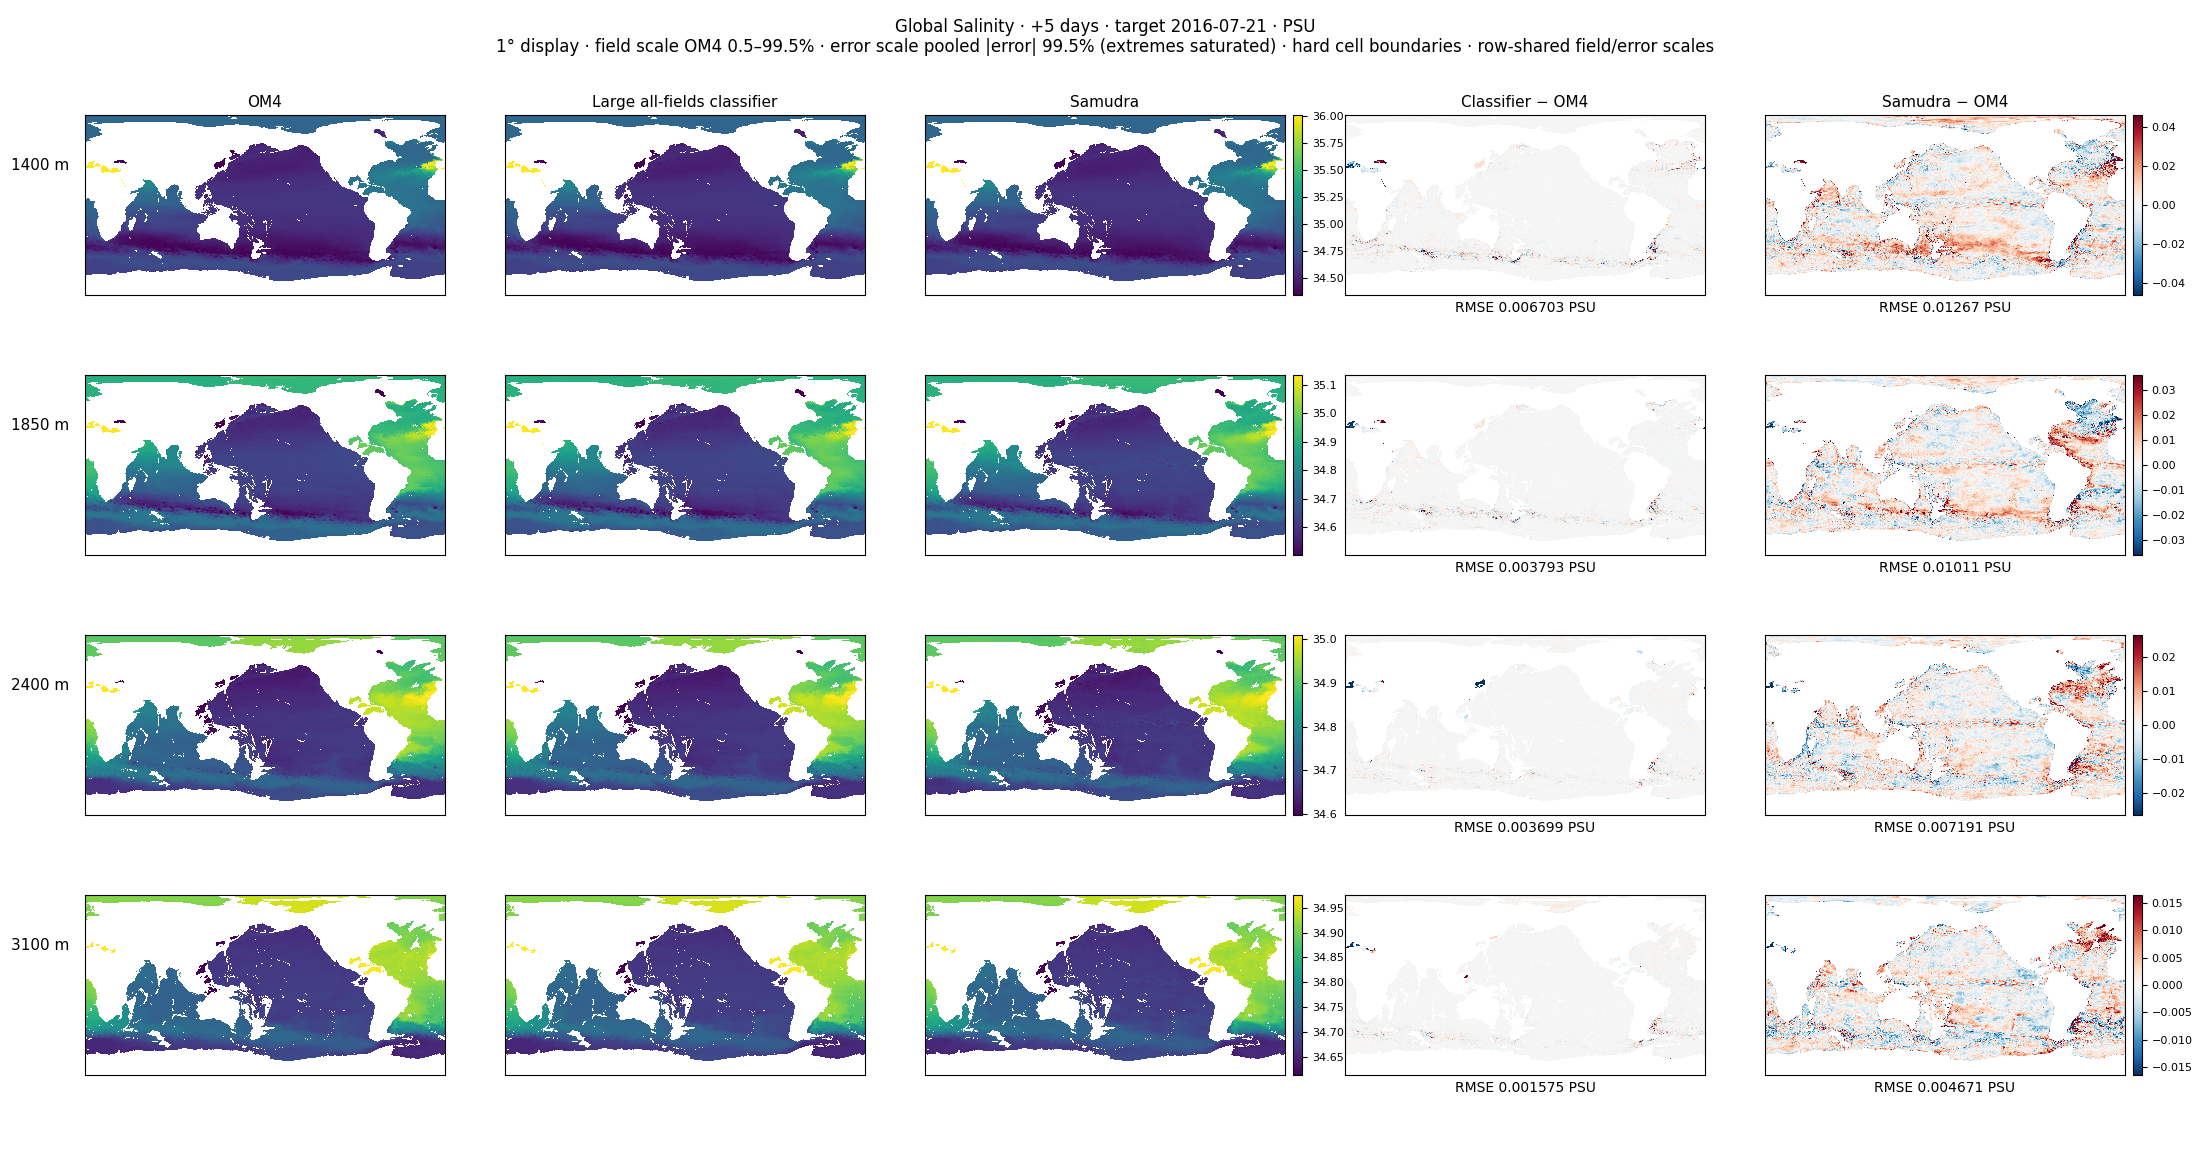 Global Salinity · +5 days · target 2016-07-21 · PSU
1° display · field scale OM4 0.5–99.5% · error scale pooled |error| 99.5% (extremes saturated) · hard cell boundaries · row-shared field/error scales
OM4
Large all-fields classifier
Samudra
Classifier − OM4
Samudra − OM4
1400 m
36.00
35.75
35.50
35.25
35.00
34.75
34.50
0.04
0.02
0.00
−0.02
−0.04
RMSE 0.006703 PSU
RMSE 0.01267 PSU
1850 m
35.1
35.0
34.9
34.8
34.7
34.6
0.03
0.02
0.01
0.00
−0.01
−0.02
−0.03
RMSE 0.003793 PSU
RMSE 0.01011 PSU
2400 m
35.0
34.9
34.8
34.7
34.6
0.02
0.01
0.00
−0.01
−0.02
RMSE 0.003699 PSU
RMSE 0.007191 PSU
3100 m
34.95
34.90
34.85
34.80
34.75
34.70
34.65
0.015
0.010
0.005
0.000
−0.005
−0.010
−0.015
RMSE 0.001575 PSU
RMSE 0.004671 PSU